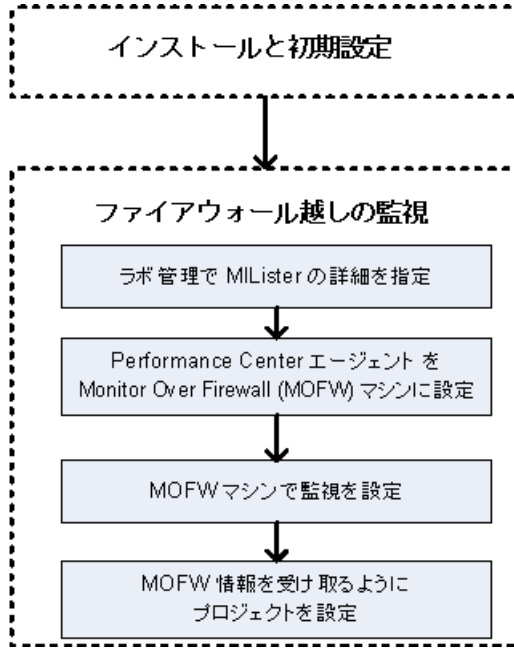 インストールと初期設定
ファイアウォール越しの監視
ラボ管理で MILister の詳細を指定
Performance Center エージェント を
Monitor Over Firewall (MOFW) マシンに設定
MOFW マシンで監視を設定
MOFW 情報を受け取るように
プロジェクトを設定